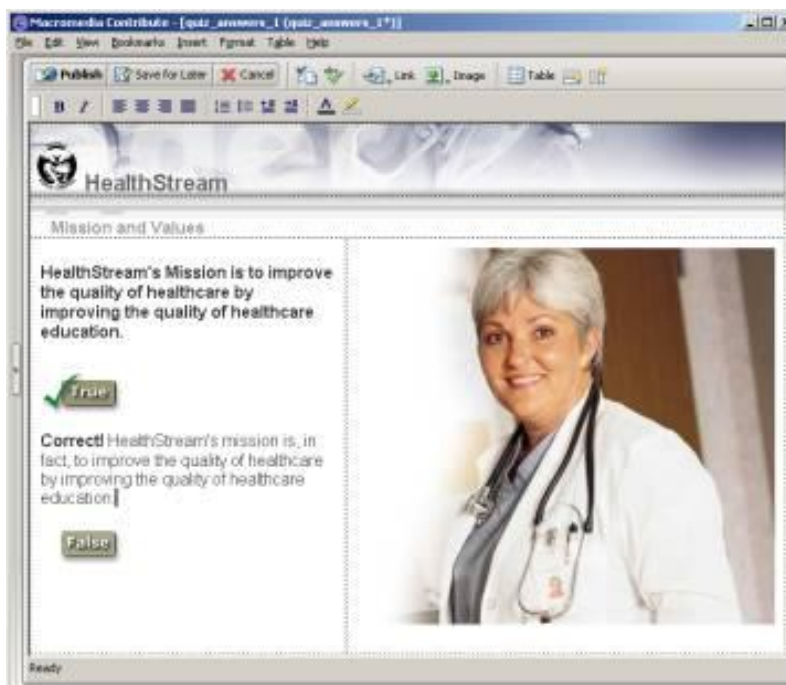 Macromedia Contribute - [quiz_answers_1 (quiz_answers_1*)]
File Edit View Bookmarks Insert Format Table Help
Publish Save for Later Cancel Link Image Table
B I A
HealthStream
Mission and Values
HealthStream's Mission is to improve
the quality of healthcare by
improving the quality of healthcare
education.
True
Correct! HealthStream's mission is, in
fact, to improve the quality of healthcare
by improving the quality of healthcare
education.
False
Ready